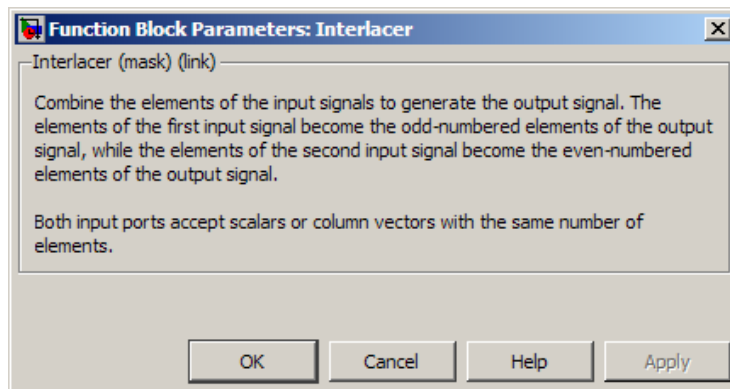 Function Block Parameters: Interlacer
Interlacer (mask) (link)
Combine the elements of the input signals to generate the output signal. The
elements of the first input signal become the odd-numbered elements of the output
signal, while the elements of the second input signal become the even-numbered
elements of the output signal.
Both input ports accept scalars or column vectors with the same number of
elements.
OK Cancel Help Apply